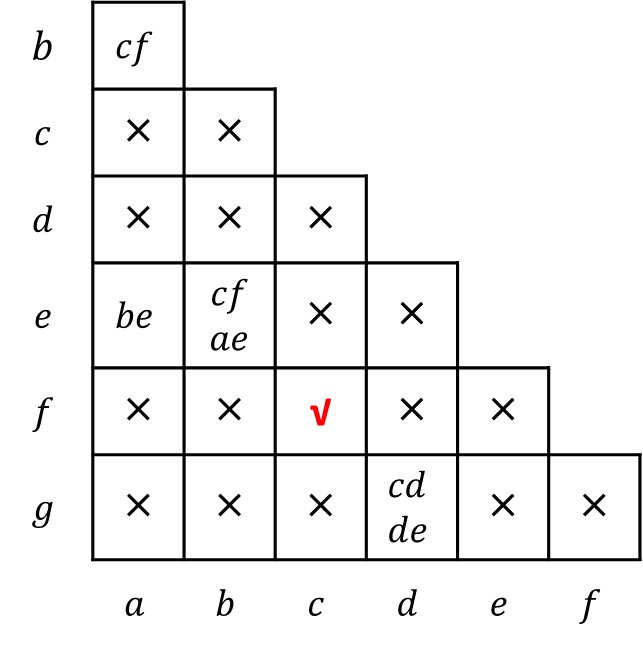 b cf
c × ×
d × × ×
e be cf ae × ×
f × × √ × ×
g × × × cd de × ×
a b c d e f